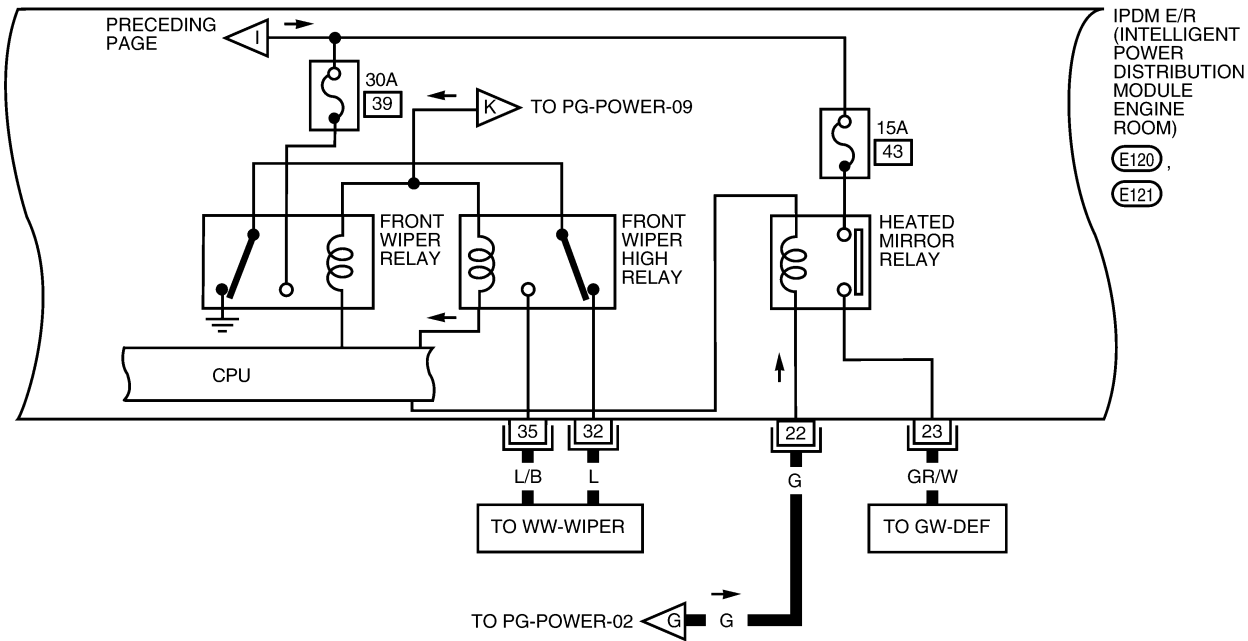 PRECEDING
PAGE
I
IPDM E/R
(INTELLIGENT
POWER
DISTRIBUTION
MODULE
ENGINE
ROOM)
E120 ,
E121
30A
39
K
TO PG-POWER-09
15A
43
FRONT
WIPER
RELAY
FRONT
WIPER
HIGH
RELAY
HEATED
MIRROR
RELAY
CPU
35
32
22
23
L/B
L
G
GR/W
TO WW-WIPER
TO GW-DEF
TO PG-POWER-02
G
G